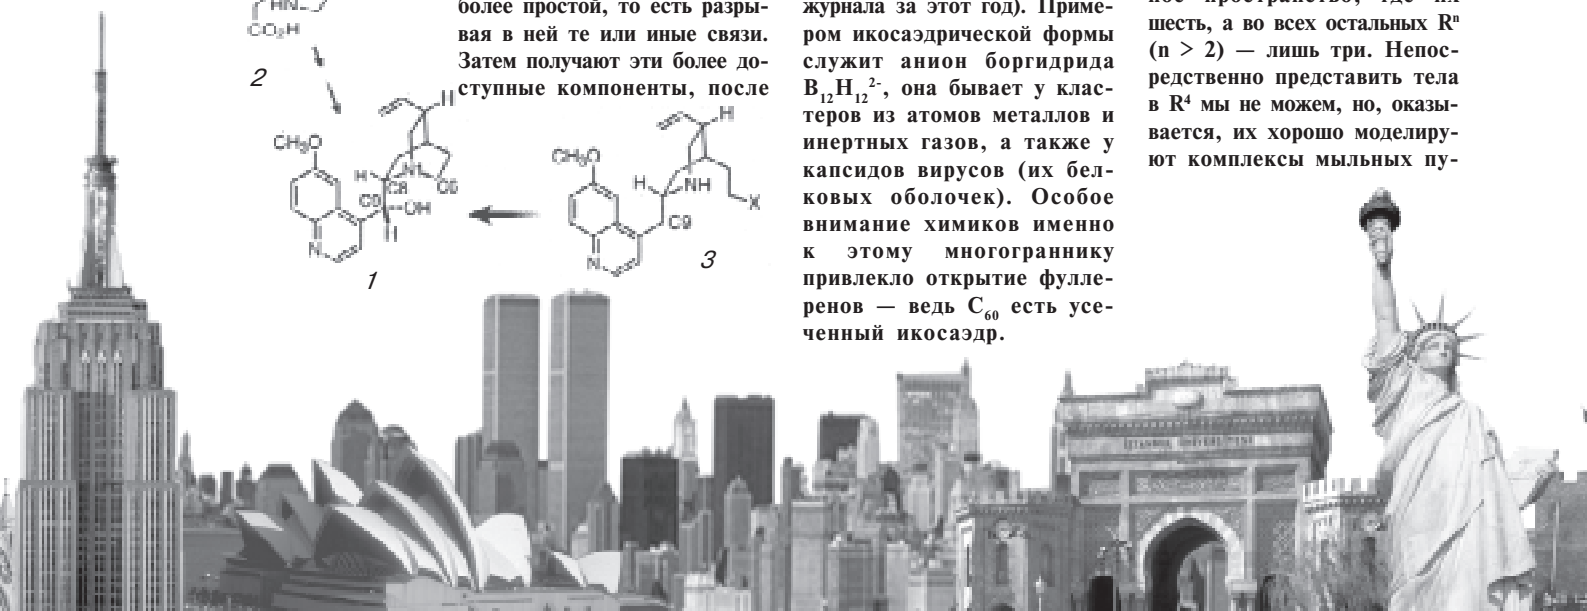 более простой, то есть разры-
вая в ней те или иные связи.
Затем получают эти более до-
ступные компоненты, после
журнала за этот год). Приме-
ром икосаэдрической формы
служит анион боргидрида
B₁₂H₁₂²⁻, она бывает у клас-
теров из атомов металлов и
инертных газов, а также у
капсидов вирусов (их бел-
ковых оболочек). Особое
внимание химиков именно
к этому многограннику
привлекло открытие фулле-
ренов — ведь C₆₀ есть усе-
ченный икосаэдр.
шесть, а во всех остальных Rⁿ
(n > 2) — лишь три. Непос-
редственно представить тела
в R⁴ мы не можем, но, оказы-
вается, их хорошо моделиру-
ют комплексы мыльных пу-
HN
CO₂H
2
H
CH₃O
H
N1
C8
C9
OH
H
N
1
H
CH₃O
H
NH
X
C9
N
3